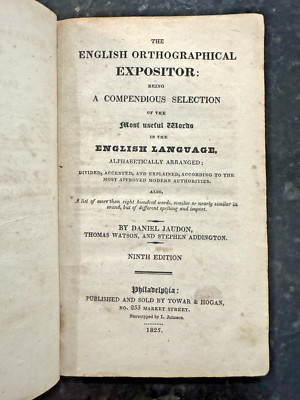 THE
ENGLISH ORTHOGRAPHICAL
EXPOSITOR:
BEING
A COMPENDIOUS SELECTION
OF THE
Most useful Words
IN THE
ENGLISH LANGUAGE,
ALPHABETICALLY ARRANGED;
DIVIDED, ACCENTED, AND EXPLAINED, ACCORDING TO THE
MOST APPROVED MODERN AUTHORITIES.
ALSO,
A list of more than eight hundred words, similar or nearly similar in
sound, but of different spelling and import.
BY DANIEL JAUDON,
THOMAS WATSON, AND STEPHEN ADDINGTON.
NINTH EDITION
Philadelphia:
PUBLISHED AND SOLD BY TOWAR & HOGAN,
NO. 255 MARKET STREET.
Stereotyped by L. Johnson.
1827.